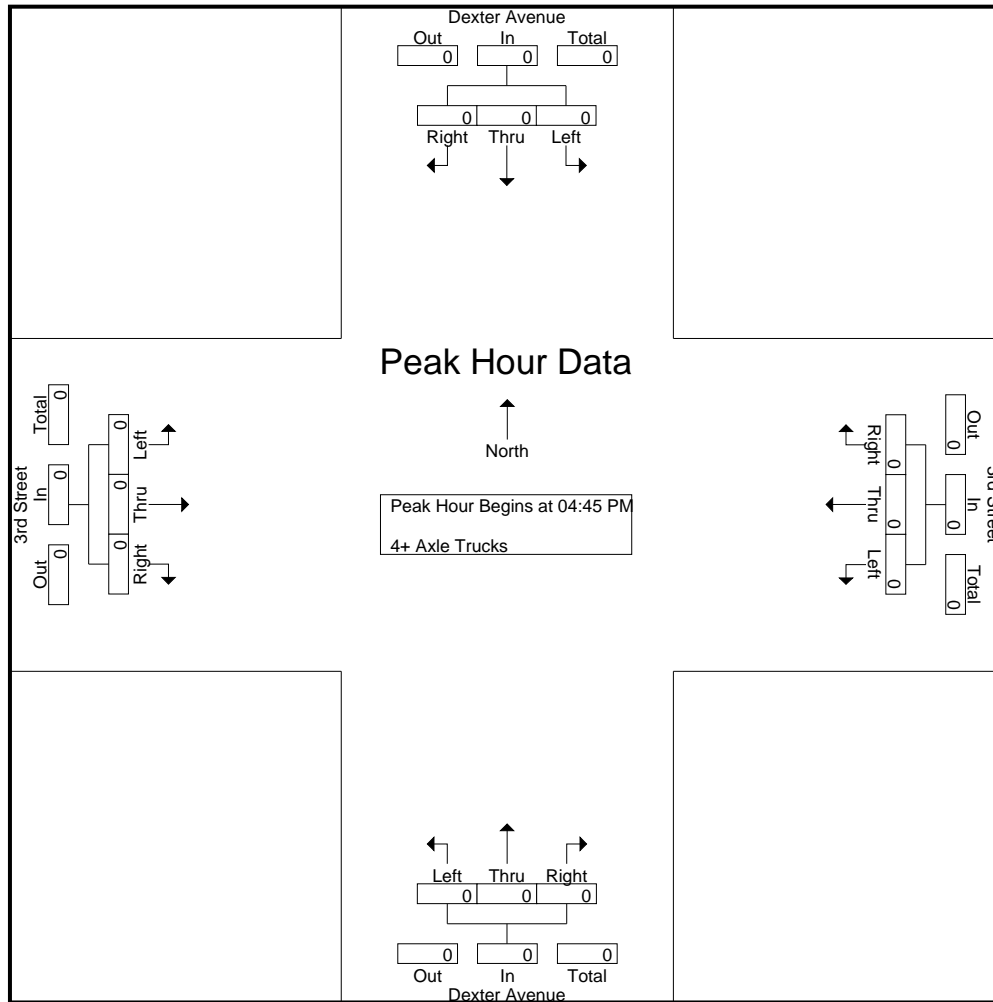 Dexter Avenue
Out In Total
0 0 0
0 0 0
Right Thru Left
Peak Hour Data
North
Peak Hour Begins at 04:45 PM
4+ Axle Trucks
3rd Street
Out In Total
0 0 0
0 0 0
Right Thru Left
3rd Street
Out In Total
0 0 0
0 0 0
Right Thru Left
Left Thru Right
0 0 0
0 0 0
Out In Total
Dexter Avenue